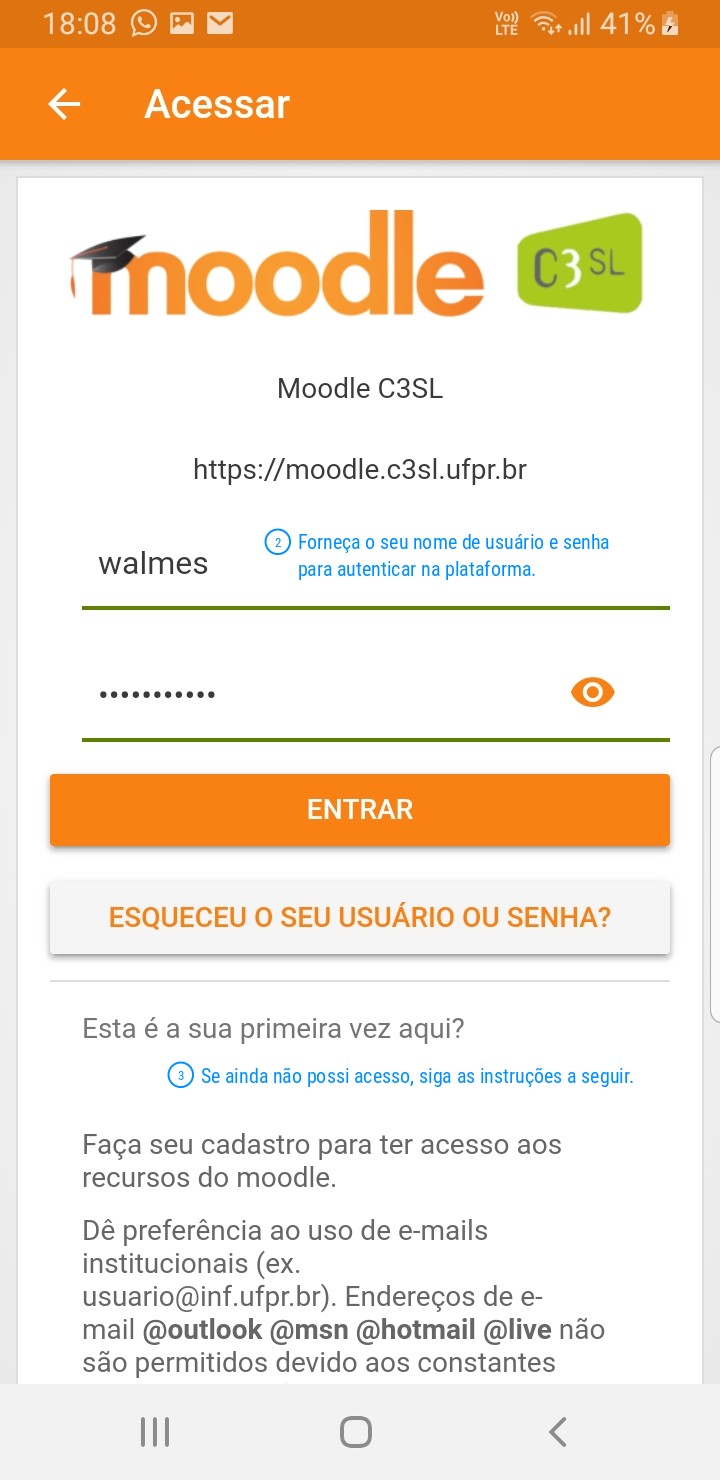 18:08 Vo)) LTE 41%
Acessar
moodle C3SL
Moodle C3SL
https://moodle.c3sl.ufpr.br
walmes
2 Forneça o seu nome de usuário e senha
para autenticar na plataforma.
•••••••••••
ENTRAR
ESQUECEU O SEU USUÁRIO OU SENHA?
Esta é a sua primeira vez aqui?
3 Se ainda não possi acesso, siga as instruções a seguir.
Faça seu cadastro para ter acesso aos
recursos do moodle.
Dê preferência ao uso de e-mails
institucionais (ex.
usuario@inf.ufpr.br). Endereços de e-
mail @outlook @msn @hotmail @live não
são permitidos devido aos constantes